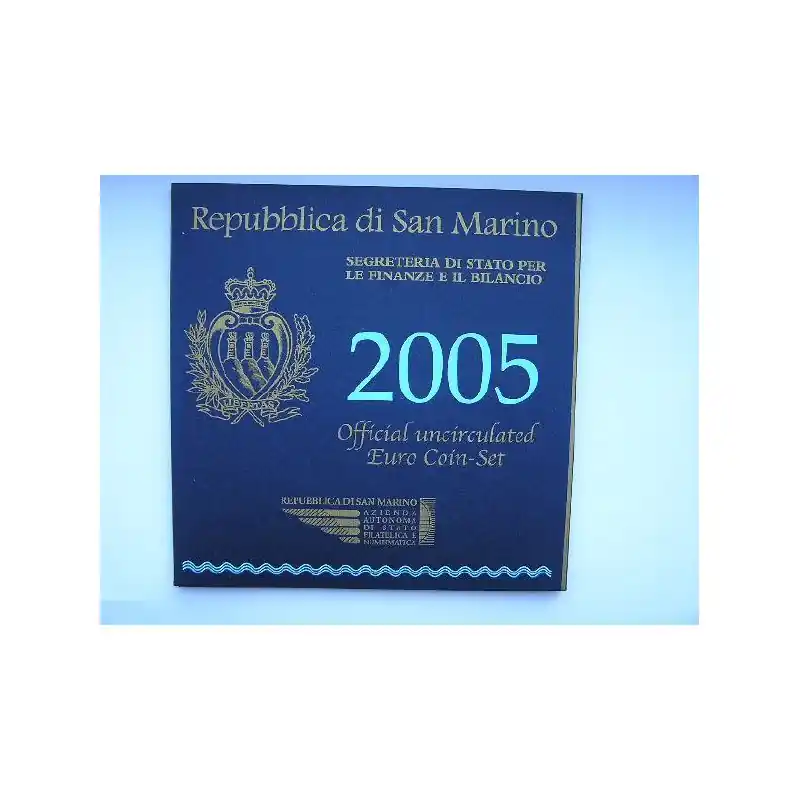 Repubblica di San Marino
SEGRETERIA DI STATO PER
LE FINANZE E IL BILANCIO
2005
Official uncirculated
Euro Coin-Set
LIBERTAS
REPUBBLICA DI SAN MARINO
AZIENDA
AUTONOMA
DI STATO
FILATELICA E
NUMISMATICA